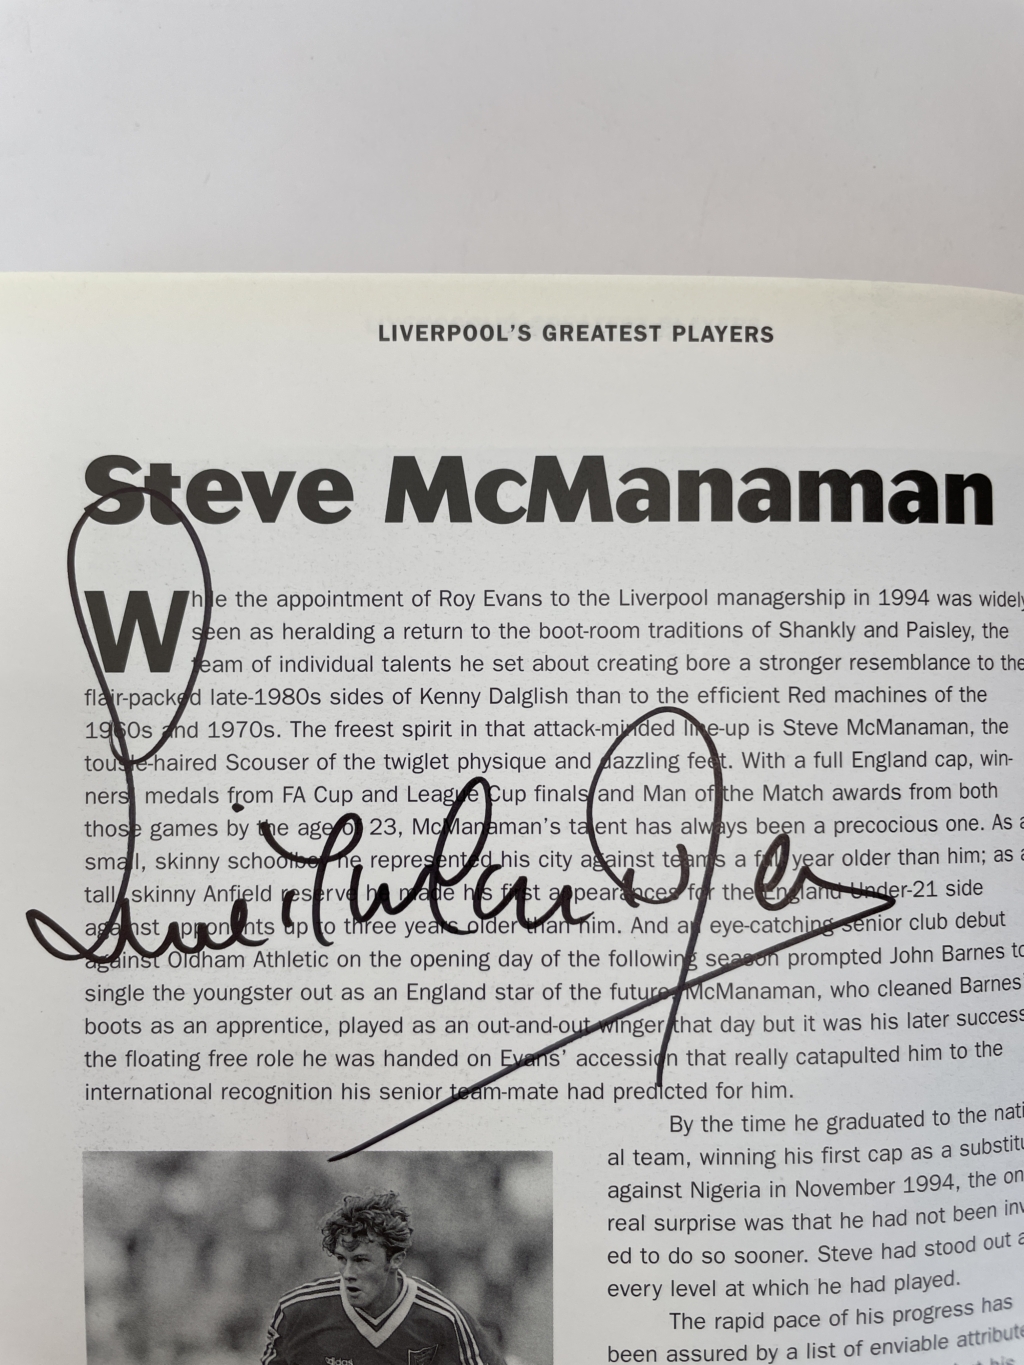 LIVERPOOL'S GREATEST PLAYERS
Steve McManaman
While the appointment of Roy Evans to the Liverpool managership in 1994 was widely
seen as heralding a return to the boot-room traditions of Shankly and Paisley, the
team of individual talents he set about creating bore a stronger resemblance to the
flair-packed late-1980s sides of Kenny Dalglish than to the efficient Red machines of the
1960s and 1970s. The freest spirit in that attack-minded line-up is Steve McManaman, the
tousle-haired Scouser of the twiglet physique and dazzling feet. With a full England cap, win-
ners' medals from FA Cup and League Cup finals and Man of the Match awards from both
those games by the age of 23, McManaman's talent has always been a precocious one. As a
small, skinny schoolboy he represented his city against teams a full year older than him; as a
tall, skinny Anfield reserve he made his first appearances for the England Under-21 side
against opponents up to three years older than him. And an eye-catching senior club debut
against Oldham Athletic on the opening day of the following season prompted John Barnes to
single the youngster out as an England star of the future. McManaman, who cleaned Barnes'
boots as an apprentice, played as an out-and-out winger that day but it was his later success
the floating free role he was handed on Evans' accession that really catapulted him to the
international recognition his senior team-mate had predicted for him.
By the time he graduated to the nati
al team, winning his first cap as a substitu
against Nigeria in November 1994, the on
real surprise was that he had not been inv
ed to do so sooner. Steve had stood out a
every level at which he had played.
The rapid pace of his progress has
been assured by a list of enviable attribute
adidas